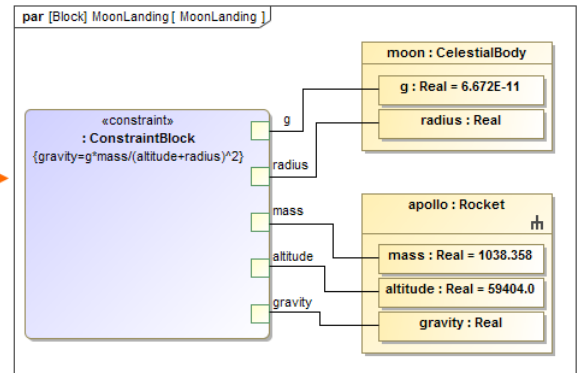 par [Block] MoonLanding [ MoonLanding ]
moon : CelestialBody
g : Real = 6.672E-11
radius : Real
«constraint»
: ConstraintBlock
{gravity=g*mass/(altitude+radius)^2}
g
radius
mass
altitude
gravity
apollo : Rocket
mass : Real = 1038.358
altitude : Real = 59404.0
gravity : Real